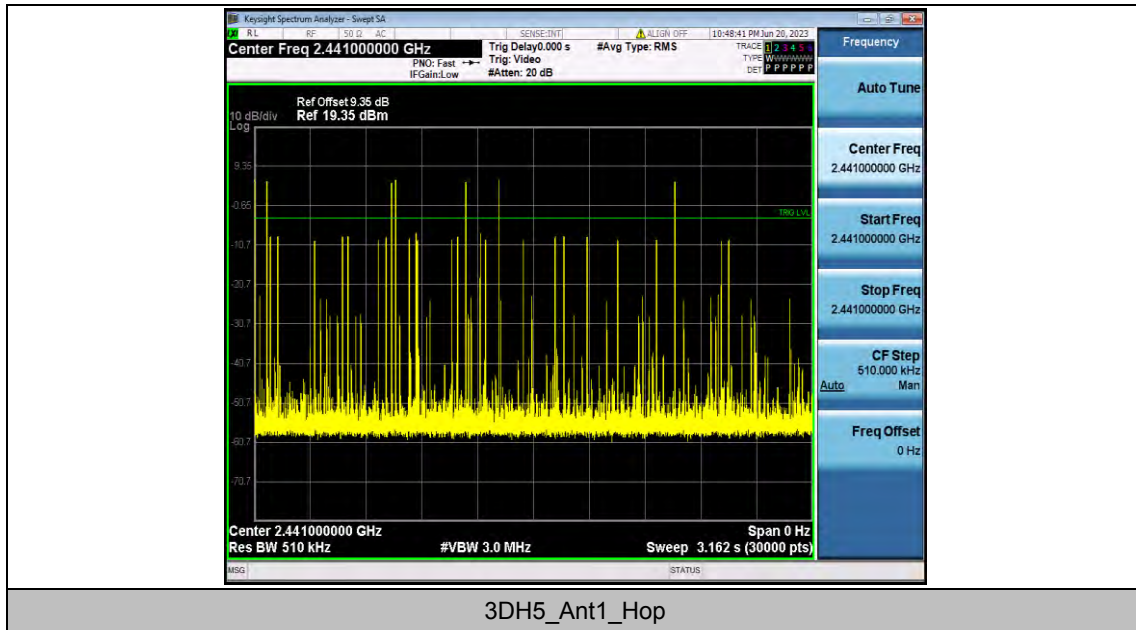 Keysight Spectrum Analyzer - Swept SA
RL RF 50 Ω AC SENSE:INT ALIGN OFF 10:48:41 PM Jun 20, 2023
Center Freq 2.441000000 GHz
PNO: Fast
IFGain:Low
Trig Delay0.000 s
Trig: Video
#Atten: 20 dB
#Avg Type: RMS
TRACE 1 2 3 4 5 6
TYPE WWWWWW
DET P P P P P P
Ref Offset 9.35 dB
10 dB/div Ref 19.35 dBm
Log
9.35
-0.65
TRIG LVL
-10.7
-20.7
-30.7
-40.7
-50.7
-60.7
-70.7
Center 2.441000000 GHz Span 0 Hz
Res BW 510 kHz #VBW 3.0 MHz Sweep 3.162 s (30000 pts)
MSG STATUS
Frequency
Auto Tune
Center Freq
2.441000000 GHz
Start Freq
2.441000000 GHz
Stop Freq
2.441000000 GHz
CF Step
510.000 kHz
Auto Man
Freq Offset
0 Hz
3DH5_Ant1_Hop